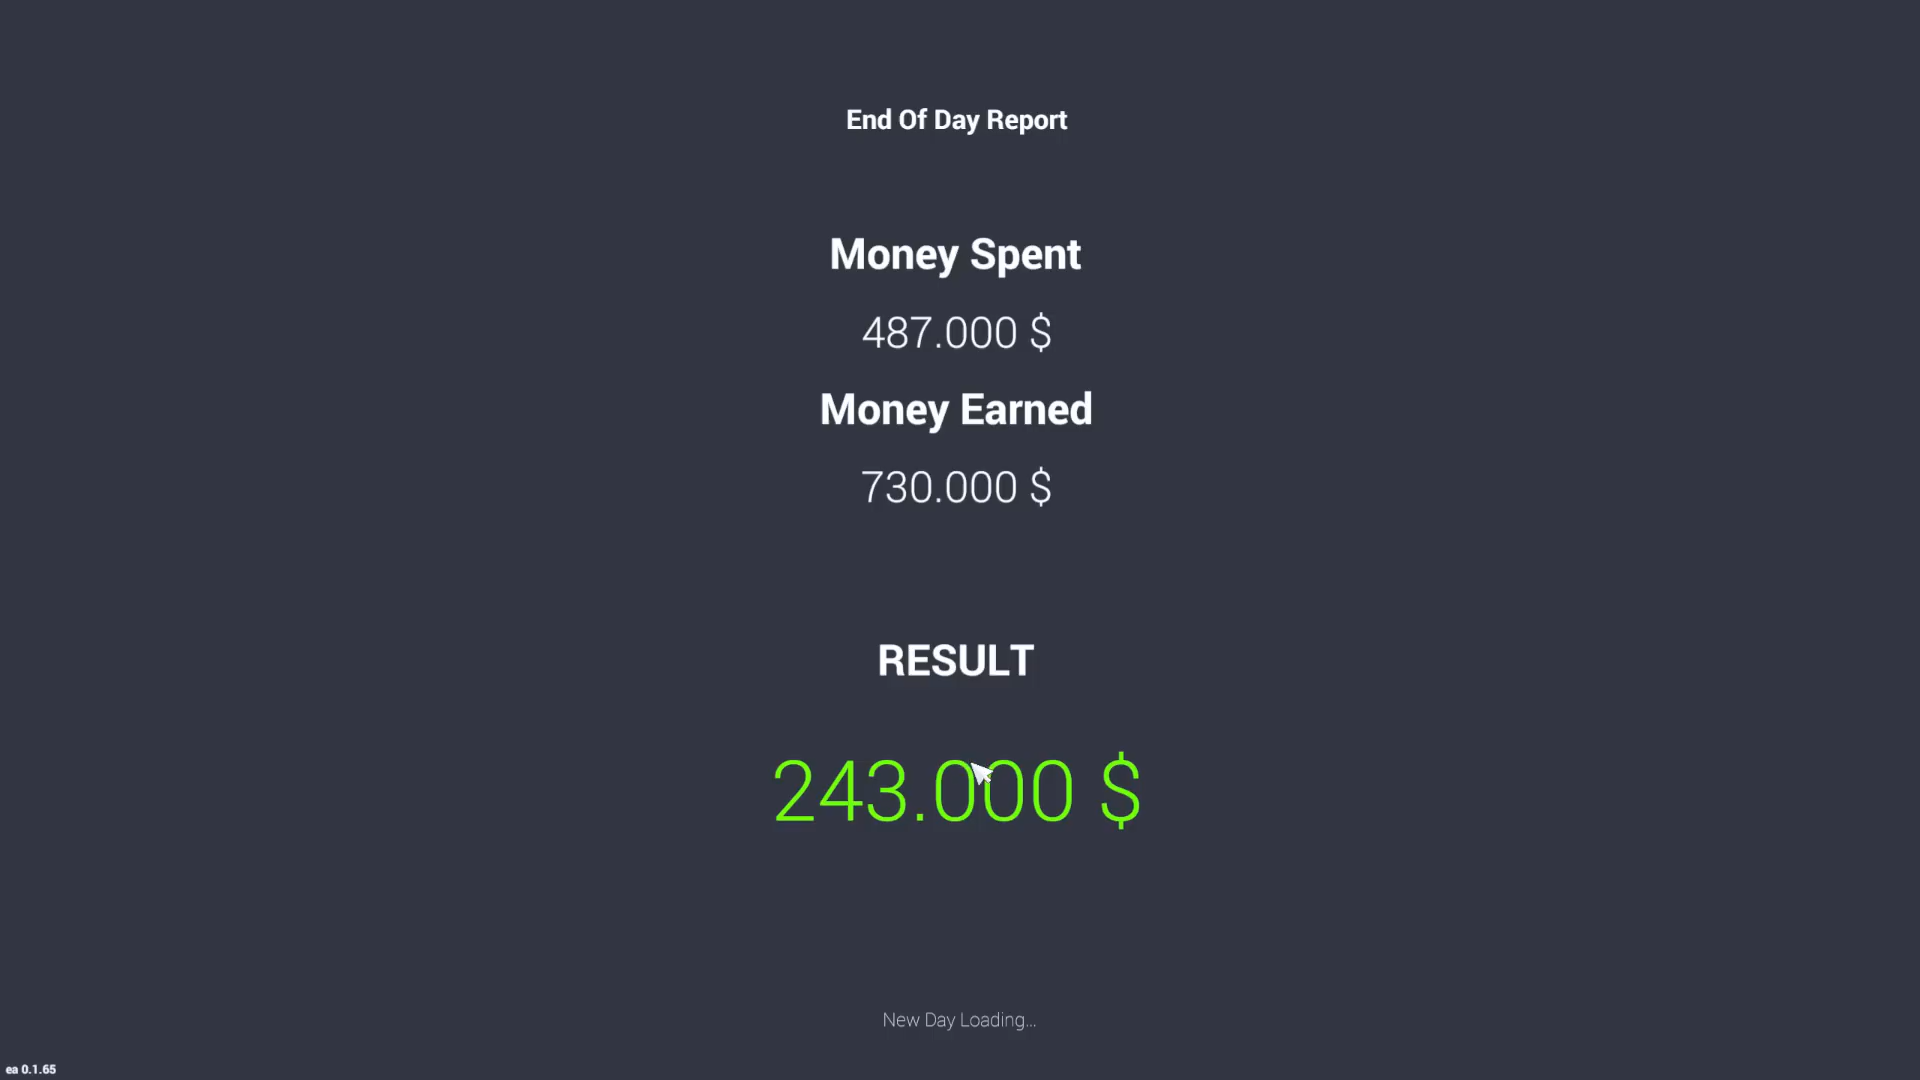 End Of Day Report
Money Spent
487.000 $
Money Earned
730.000 $
RESULT
243.000 $
New Day Loading...
ea 0.1.65